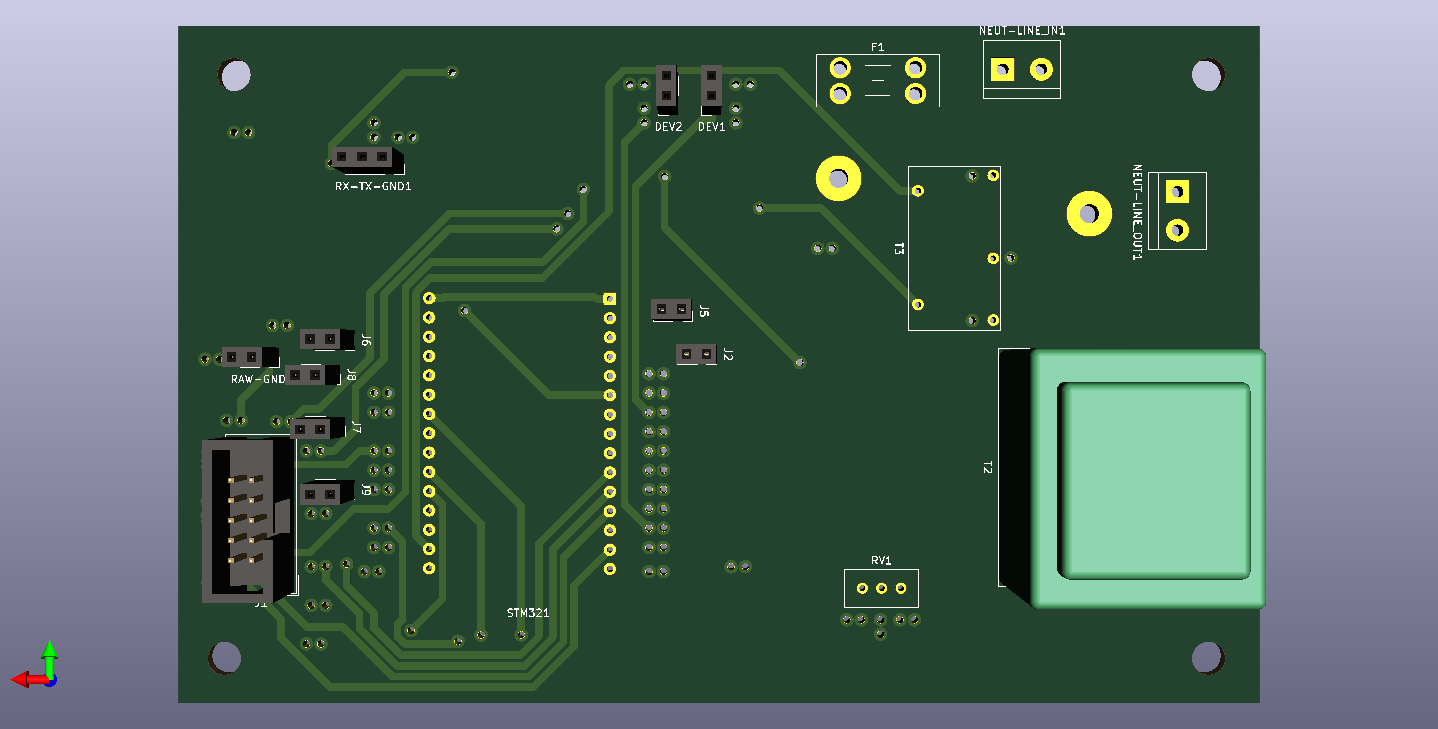 NEUT-LINE_IN1
F1
DEV2
DEV1
RX-TX-GND1
NEUT-LINE_OUT1
T3
J5
J6
J2
J8
RAW-GND
J7
T2
J9
RV1
J1
STM321